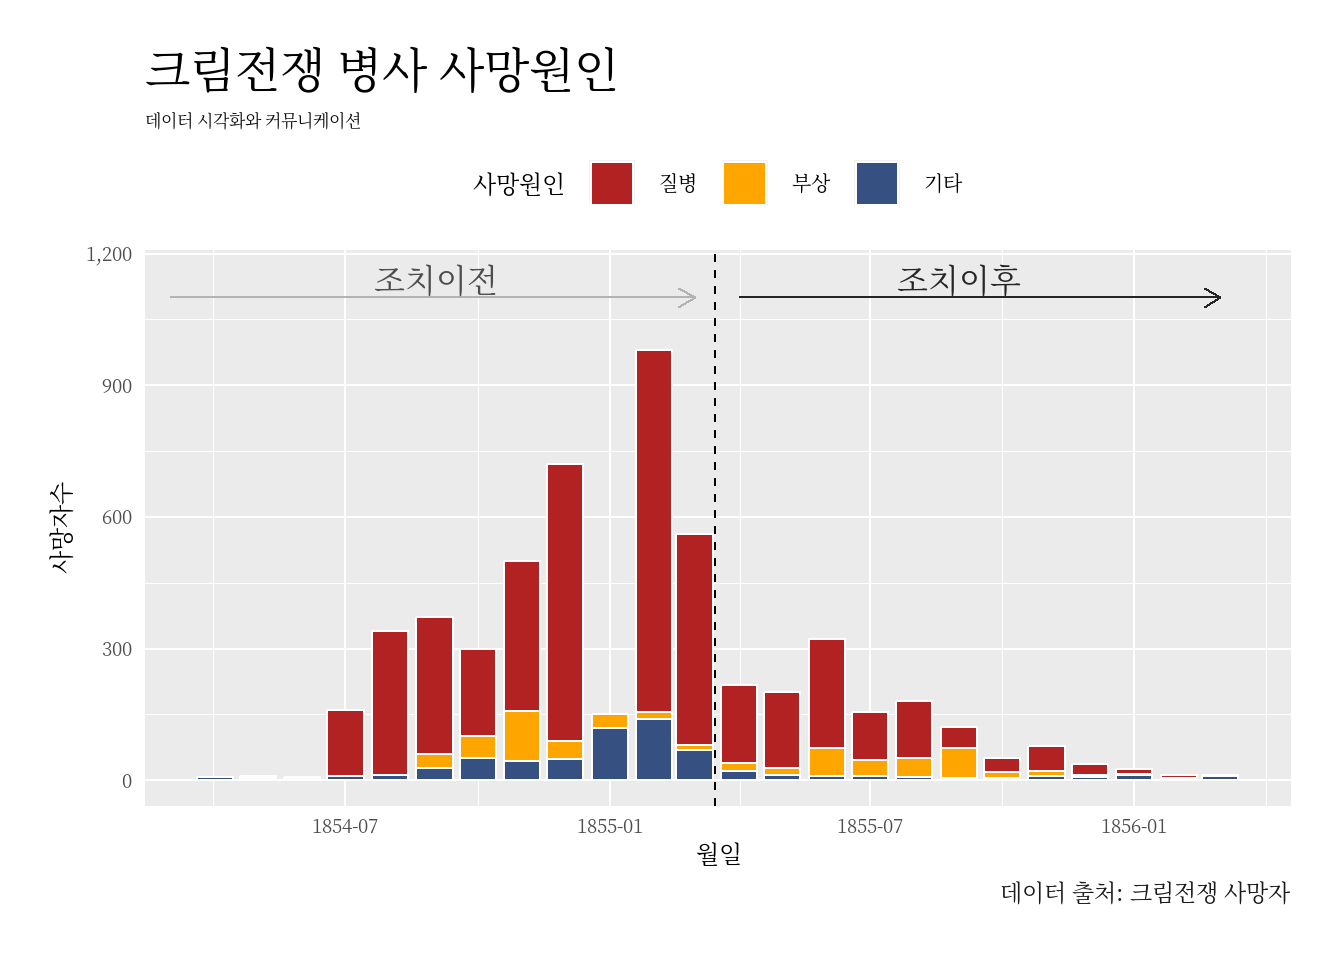 크림전쟁 병사 사망원인
데이터 시각화와 커뮤니케이션
사망원인 질병 부상 기타
조치이전 조치이후
1,200
900
600
300
0
사망자수
1854-07 1855-01 1855-07 1856-01
월일
데이터 출처: 크림전쟁 사망자